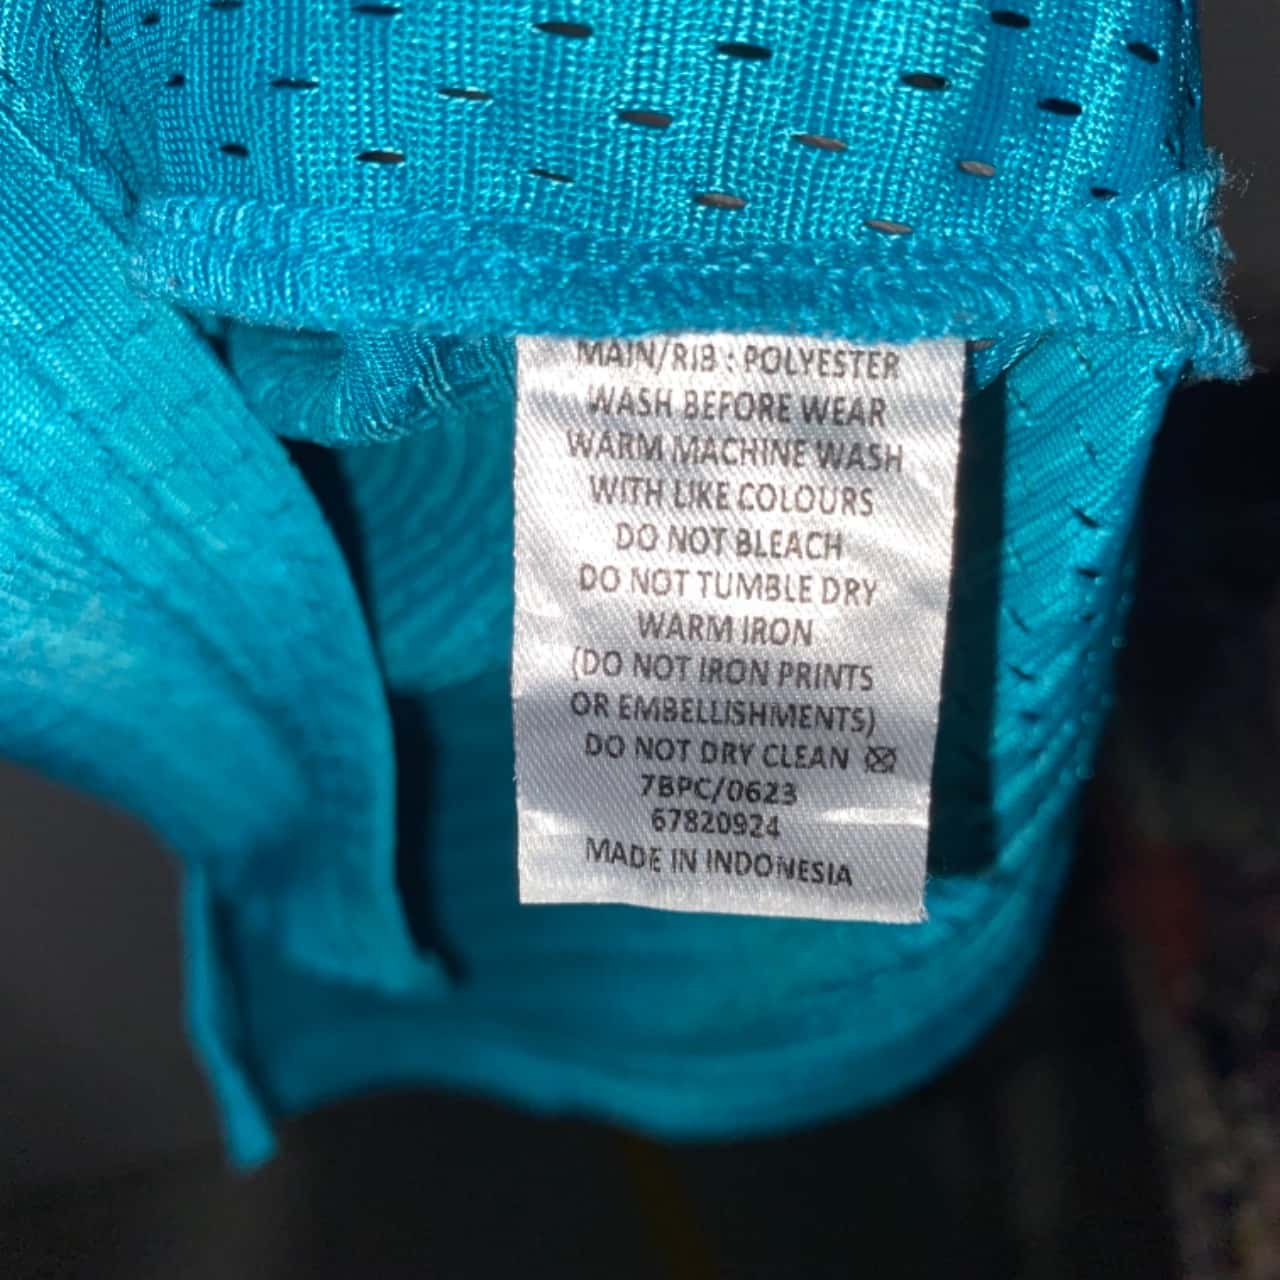 MAIN/RIB : POLYESTER
WASH BEFORE WEAR
WARM MACHINE WASH
WITH LIKE COLOURS
DO NOT BLEACH
DO NOT TUMBLE DRY
WARM IRON
(DO NOT IRON PRINTS
OR EMBELLISHMENTS)
DO NOT DRY CLEAN
7BPC/0623
67820924
MADE IN INDONESIA